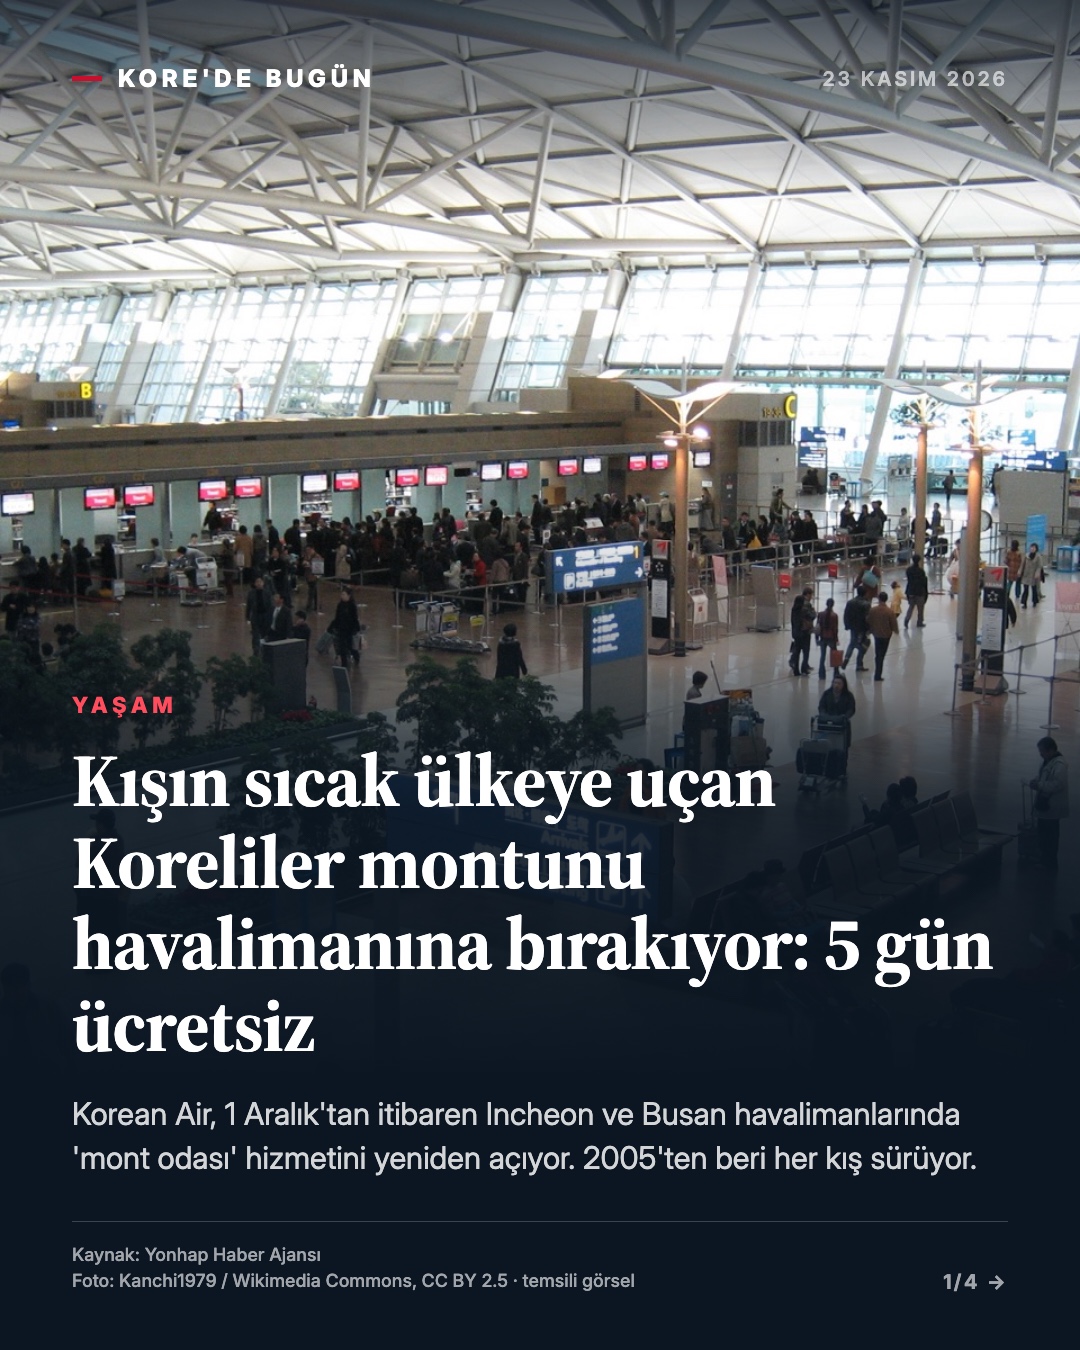 KORE'DE BUGÜN
23 KASIM 2026
B
C
YAŞAM
Kışın sıcak ülkeye uçan
Koreliler montunu
havalimanına bırakıyor: 5 gün
ücretsiz
Korean Air, 1 Aralık'tan itibaren Incheon ve Busan havalimanlarında
'mont odası' hizmetini yeniden açıyor. 2005'ten beri her kış sürüyor.
Kaynak: Yonhap Haber Ajansı
Foto: Kanchi1979 / Wikimedia Commons, CC BY 2.5 · temsili görsel
1/4 →